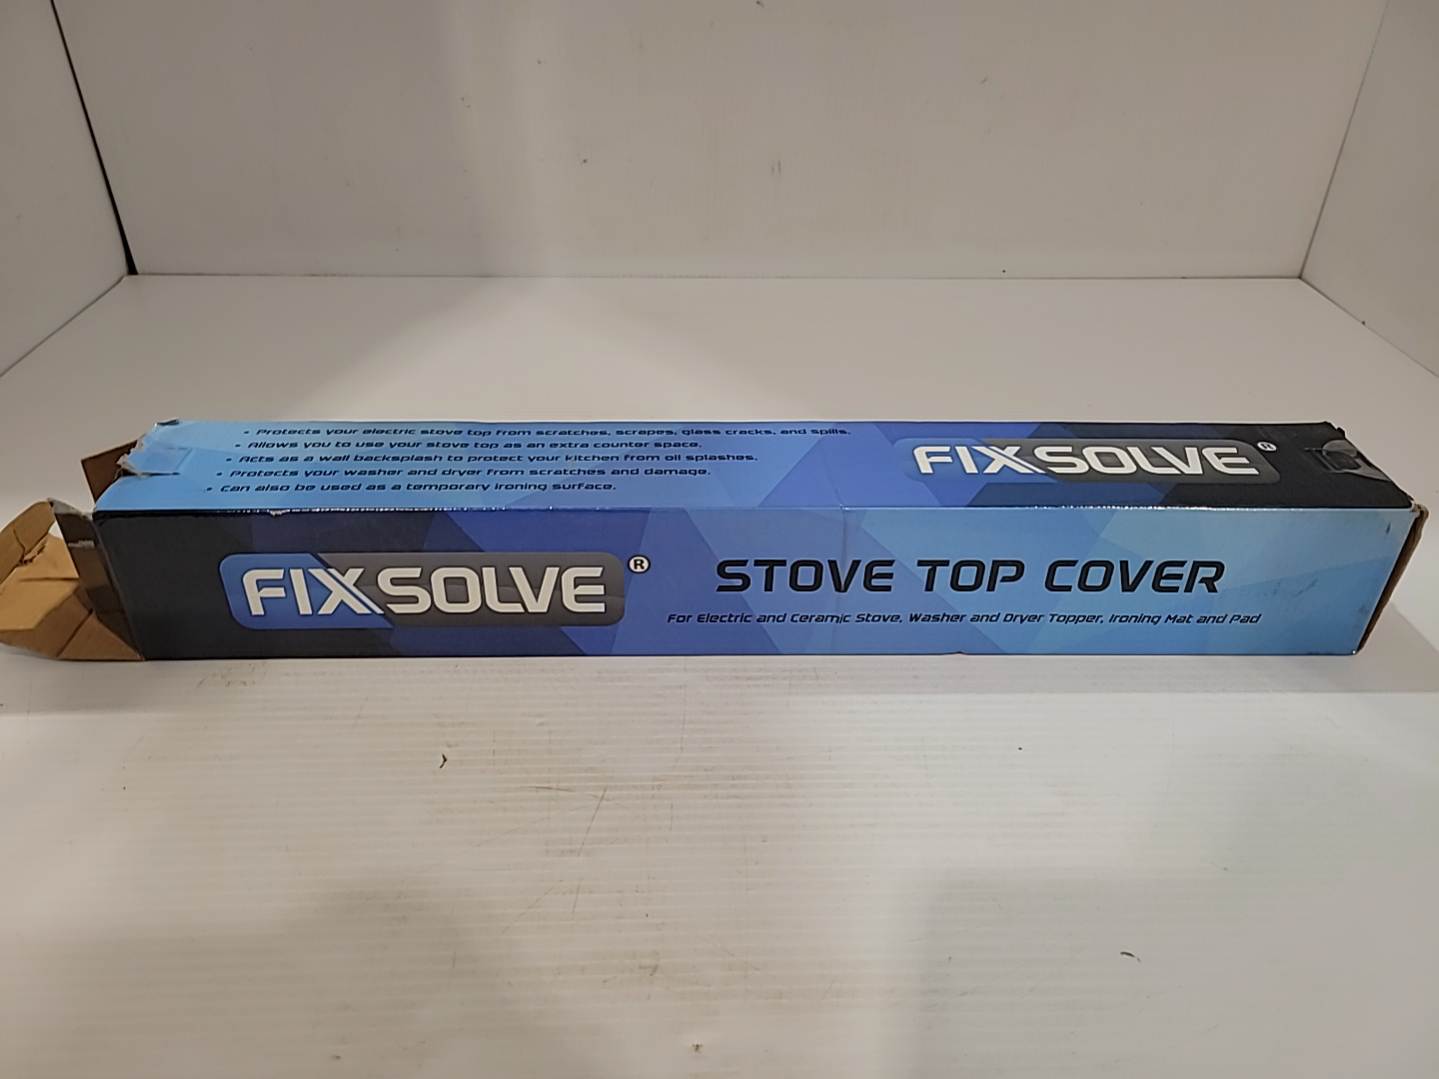 • Protects your electric stove top from scratches, scrapes, glass cracks, and spills.
• Allows you to use your stove top as an extra counter space.
• Acts as a wall backsplash to protect your kitchen from oil splashes.
• Protects your washer and dryer from scratches and damage.
• Can also be used as a temporary ironing surface.
FIXSOLVE®
FIXSOLVE®
STOVE TOP COVER
For Electric and Ceramic Stove, Washer and Dryer Topper, Ironing Mat and Pad